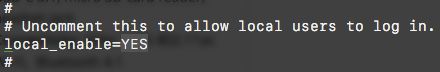 #
# Uncomment this to allow local users to log in.
local_enable=YES
#